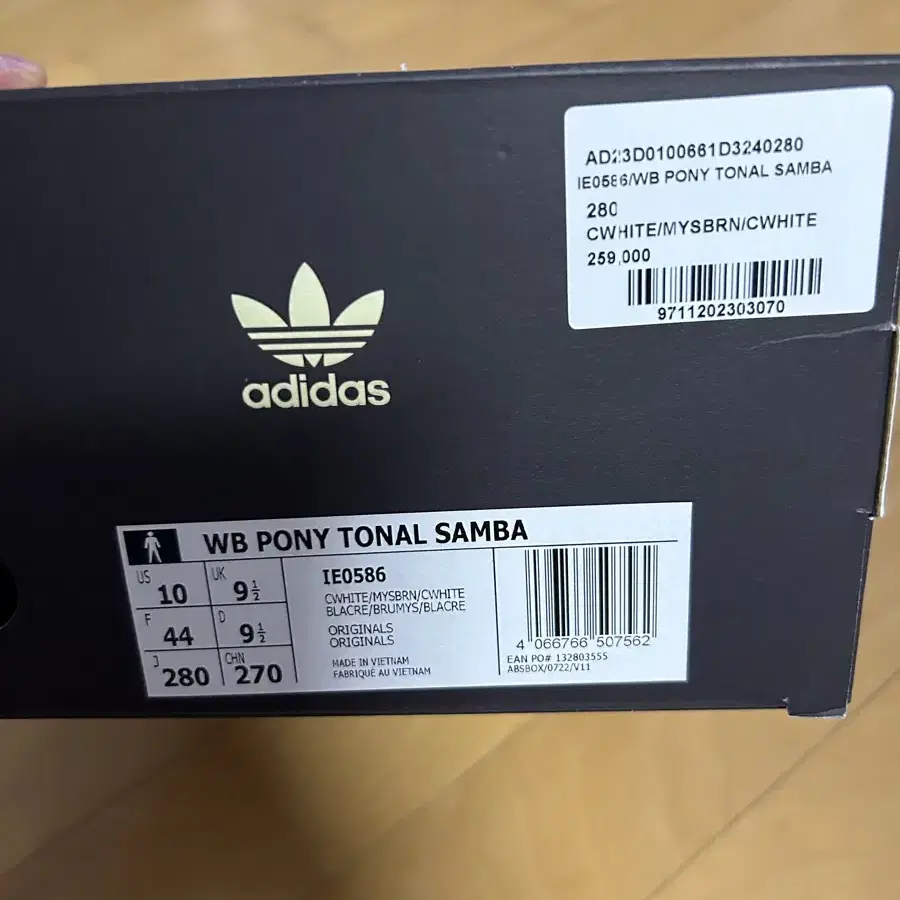 AD23D0100661D3240280
IE0586/WB PONY TONAL SAMBA
280
CWHITE/MYSBRN/CWHITE
259,000
9711202303070
adidas
WB PONY TONAL SAMBA
US 10 UK 9½
F 44 D 9½
J 280 CHN 270
IE0586
CWHITE/MYSBRN/CWHITE
BLACRE/BRUMYS/BLACRE
ORIGINALS
ORIGINALS
MADE IN VIETNAM
FABRIQUE AU VIETNAM
4 066766 507562
EAN PO# 132803555
ABSBOX/0722/V11